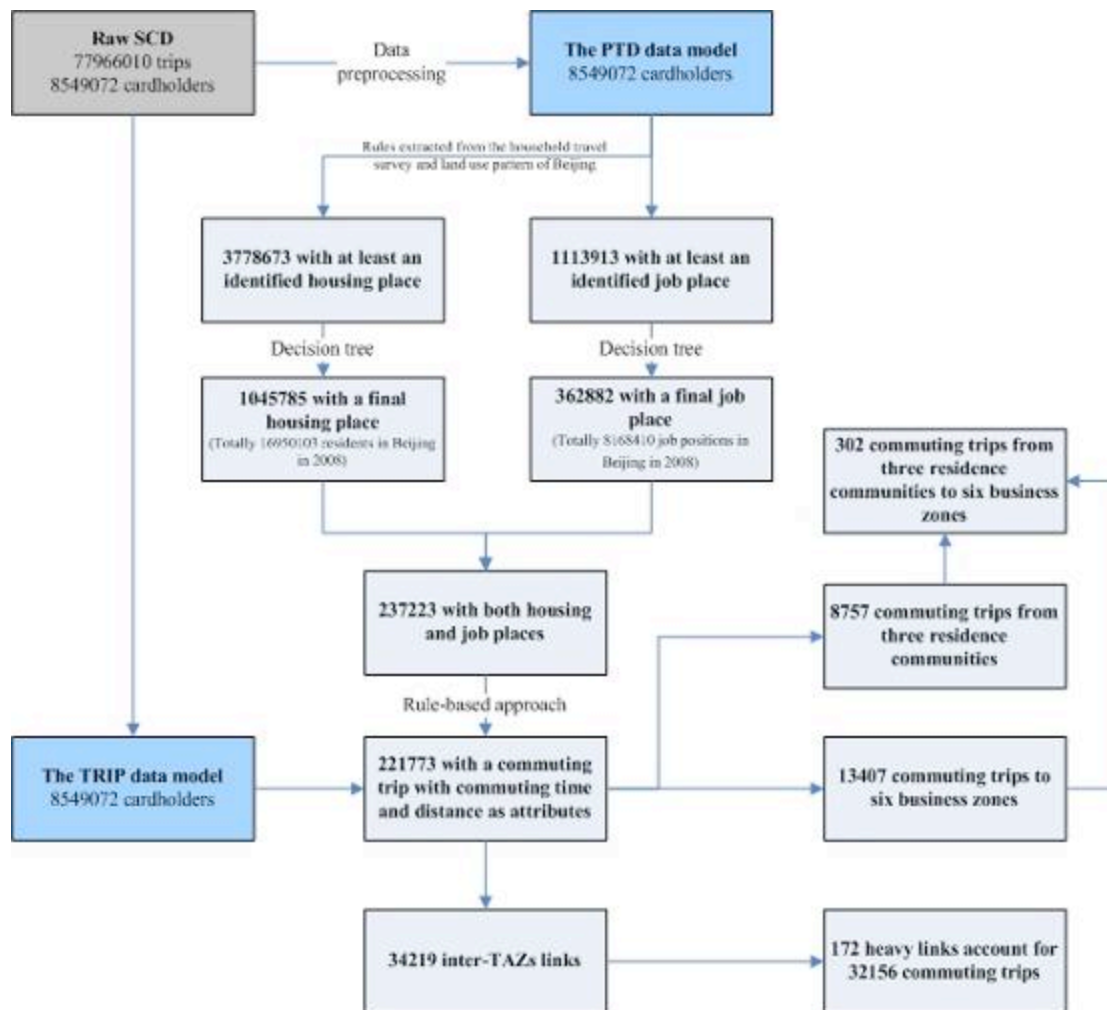 Raw SCD
77966010 trips
8549072 cardholders
Data
preprocessing
The PTD data model
8549072 cardholders
Rules extracted from the household travel
survey and land use pattern of Beijing
3778673 with at least an
identified housing place
1113913 with at least an
identified job place
Decision tree
Decision tree
1045785 with a final
housing place
(Totally 16950103 residents in Beijing
in 2008)
362882 with a final job
place
(Totally 8168410 job positions in
Beijing in 2008)
302 commuting trips from
three residence
communities to six business
zones
237223 with both housing
and job places
8757 commuting trips from
three residence
communities
Rule-based approach
The TRIP data model
8549072 cardholders
221773 with a commuting
trip with commuting time
and distance as attributes
13407 commuting trips to
six business zones
34219 inter-TAZs links
172 heavy links account for
32156 commuting trips